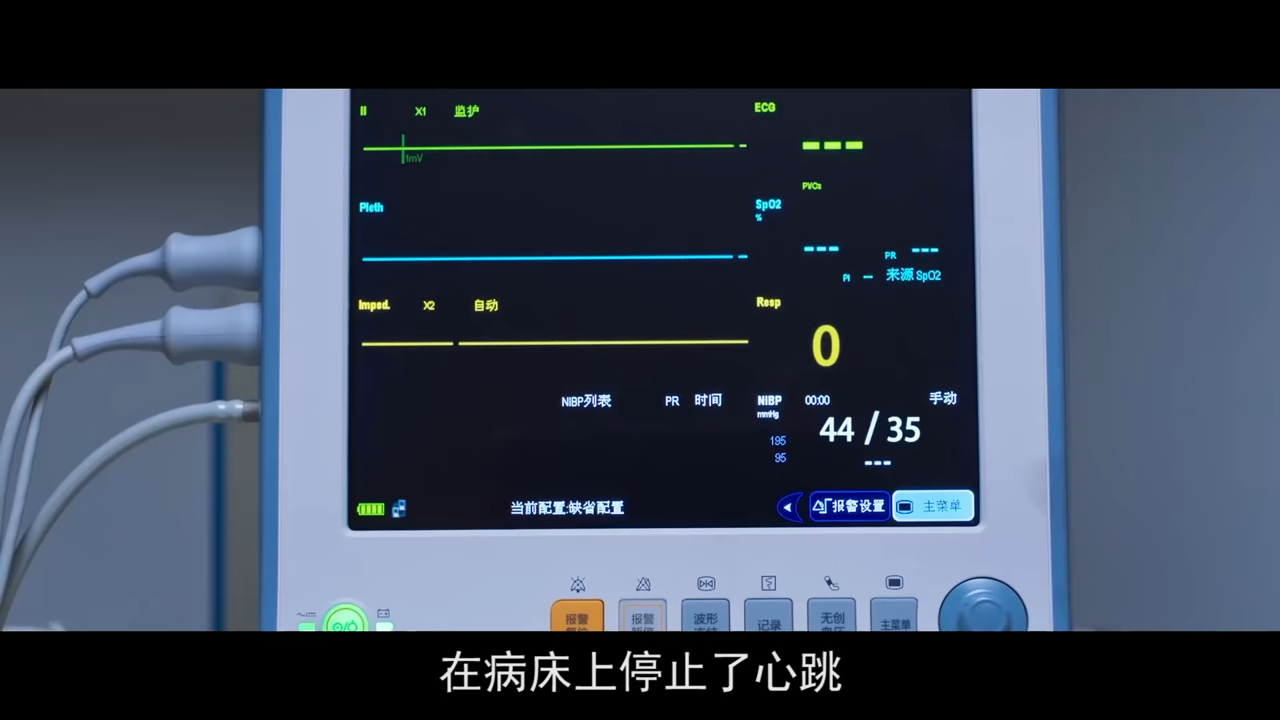 II X1 监护 ECG
1mV
PVCs
Pleth SpO2
%
--- PR ---
PI -- 来源 SpO2
Imped. X2 自动 Resp
0
NIBP列表 PR 时间 NIBP 00:00 手动
mmHg
44 / 35
195
95
---
当前配置:缺省配置 报警设置 主菜单
报警 报警 波形 记录 无创 主菜单
在病床上停止了心跳